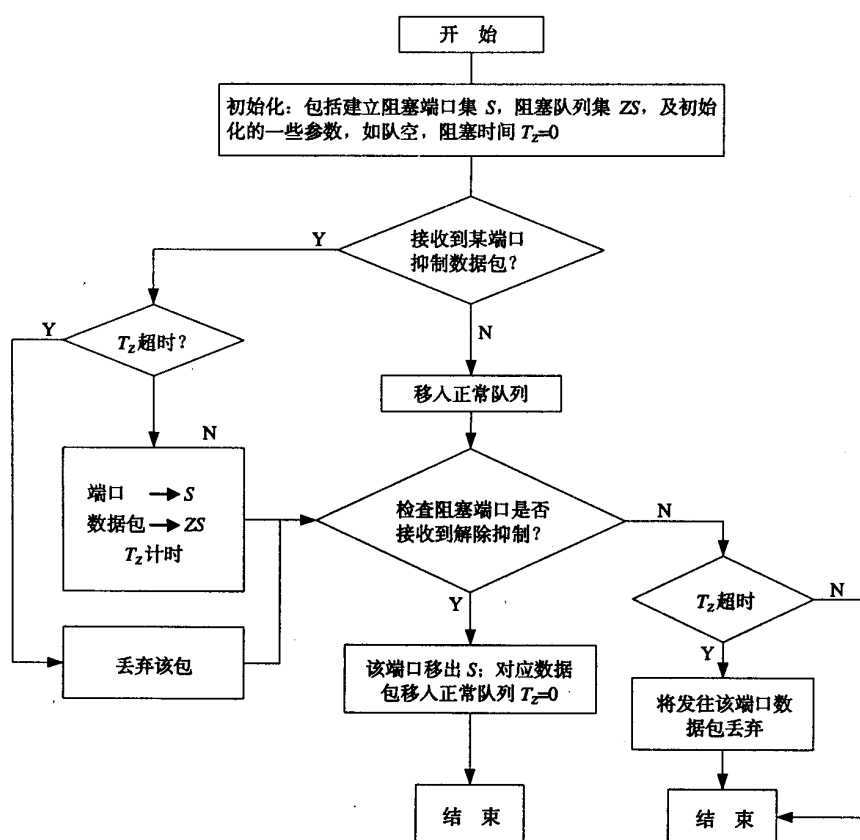 开 始
初始化：包括建立阻塞端口集 S，阻塞队列集 ZS，及初始
化的一些参数，如队空，阻塞时间 Tz=0
Y
接收到某端口
抑制数据包？
Y
Tz超时？
N
移入正常队列
N
端口 → S
数据包 → ZS
Tz计时
检查阻塞端口是否
接收到解除抑制？
N
Tz超时
N
Y
丢弃该包
该端口移出 S；对应数据
包移入正常队列 Tz=0
Y
将发往该端口数
据包丢弃
结 束
结 束